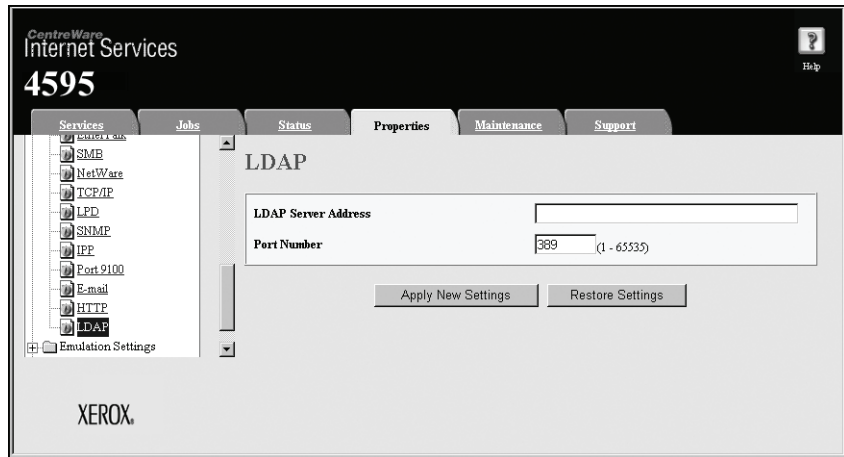 CentreWare
Internet Services
4595
Help
Services
Jobs
Status
Properties
Maintenance
Support
EtherTalk
SMB
NetWare
TCP/IP
LPD
SNMP
IPP
Port 9100
E-mail
HTTP
LDAP
Emulation Settings
LDAP
LDAP Server Address
Port Number
389 (1 - 65535)
Apply New Settings
Restore Settings
XEROX.